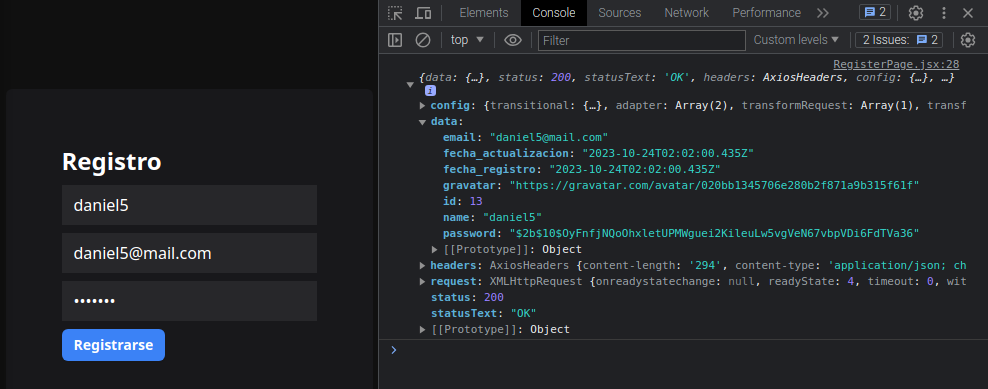 Registro
daniel5
daniel5@mail.com
•••••••
Registrarse
Elements Console Sources Network Performance 2
top Filter Custom levels 2 Issues: 2
RegisterPage.jsx:28
{data: {…}, status: 200, statusText: 'OK', headers: AxiosHeaders, config: {…}, …}
i
config: {transitional: {…}, adapter: Array(2), transformRequest: Array(1), transf
data:
email: "daniel5@mail.com"
fecha_actualizacion: "2023-10-24T02:02:00.435Z"
fecha_registro: "2023-10-24T02:02:00.435Z"
gravatar: "https://gravatar.com/avatar/020bb1345706e280b2f871a9b315f61f"
id: 13
name: "daniel5"
password: "$2b$10$OyFnfjNQoOhxletUPMWguei2KileuLw5vgVeN67vbpVDi6FdTVa36"
[[Prototype]]: Object
headers: AxiosHeaders {content-length: '294', content-type: 'application/json; ch
request: XMLHttpRequest {onreadystatechange: null, readyState: 4, timeout: 0, wit
status: 200
statusText: "OK"
[[Prototype]]: Object